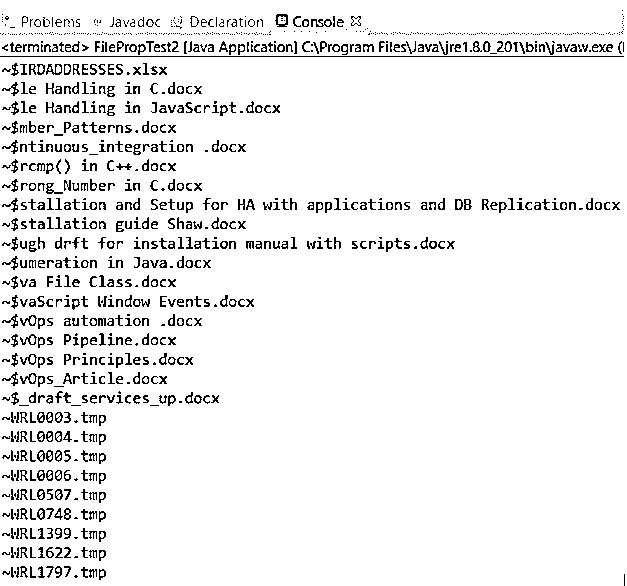 Problems @ Javadoc Declaration Console
<terminated> FilePropTest2 [Java Application] C:\Program Files\Java\jre1.8.0_201\bin\javaw.exe (
~$IRDADDRESSES.xlsx
~$le Handling in C.docx
~$le Handling in JavaScript.docx
~$mber_Patterns.docx
~$ntinuous_integration .docx
~$rcmp() in C++.docx
~$rong_Number in C.docx
~$stallation and Setup for HA with applications and DB Replication.docx
~$stallation guide Shaw.docx
~$ugh drft for installation manual with scripts.docx
~$umeration in Java.docx
~$va File Class.docx
~$vaScript Window Events.docx
~$vOps automation .docx
~$vOps Pipeline.docx
~$vOps Principles.docx
~$vOps_Article.docx
~$_draft_services_up.docx
~WRL0003.tmp
~WRL0004.tmp
~WRL0005.tmp
~WRL0006.tmp
~WRL0507.tmp
~WRL0748.tmp
~WRL1399.tmp
~WRL1622.tmp
~WRL1797.tmp